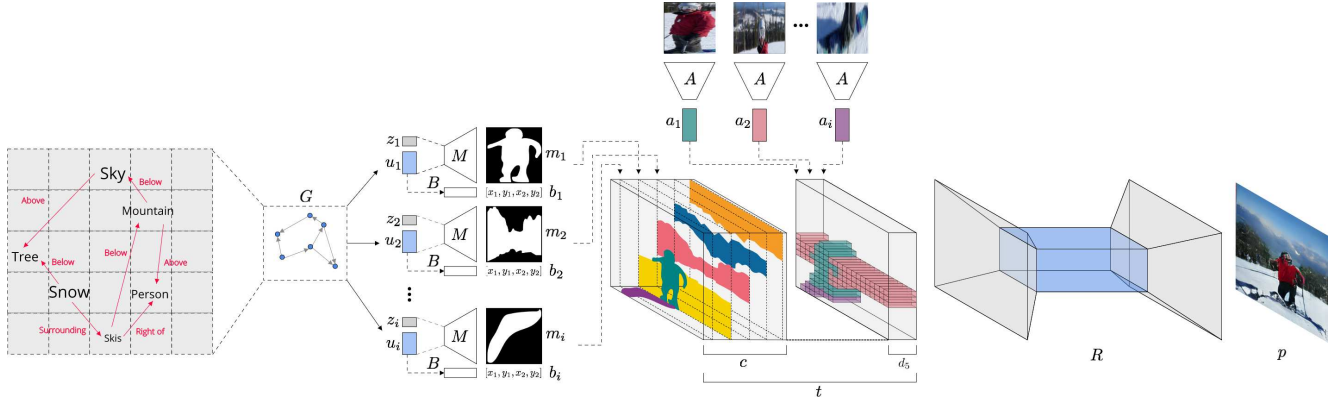 Sky
Below
Above
Mountain
Tree
Below
Below
Above
Snow
Person
Surrounding
Skis
Right of
G
z₁
u₁
M
m₁
B
[x₁, y₁, x₂, y₂]
b₁
z₂
u₂
M
m₂
B
[x₁, y₁, x₂, y₂]
b₂
zᵢ
uᵢ
M
mᵢ
B
[x₁, y₁, x₂, y₂]
bᵢ
A
A
A
a₁
a₂
aᵢ
c
d₅
t
R
p